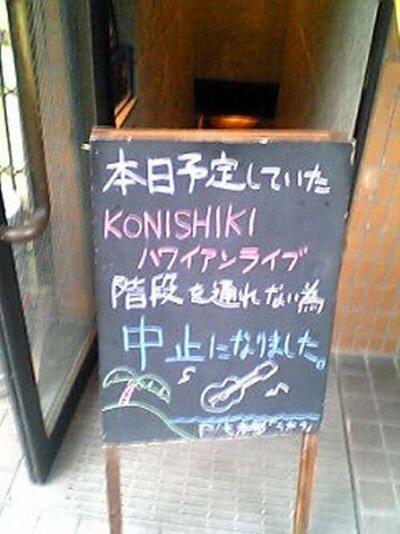 本日予定していた
KONISHIKI
ハワイアンライブ
階段を通れない為
中止になりました。